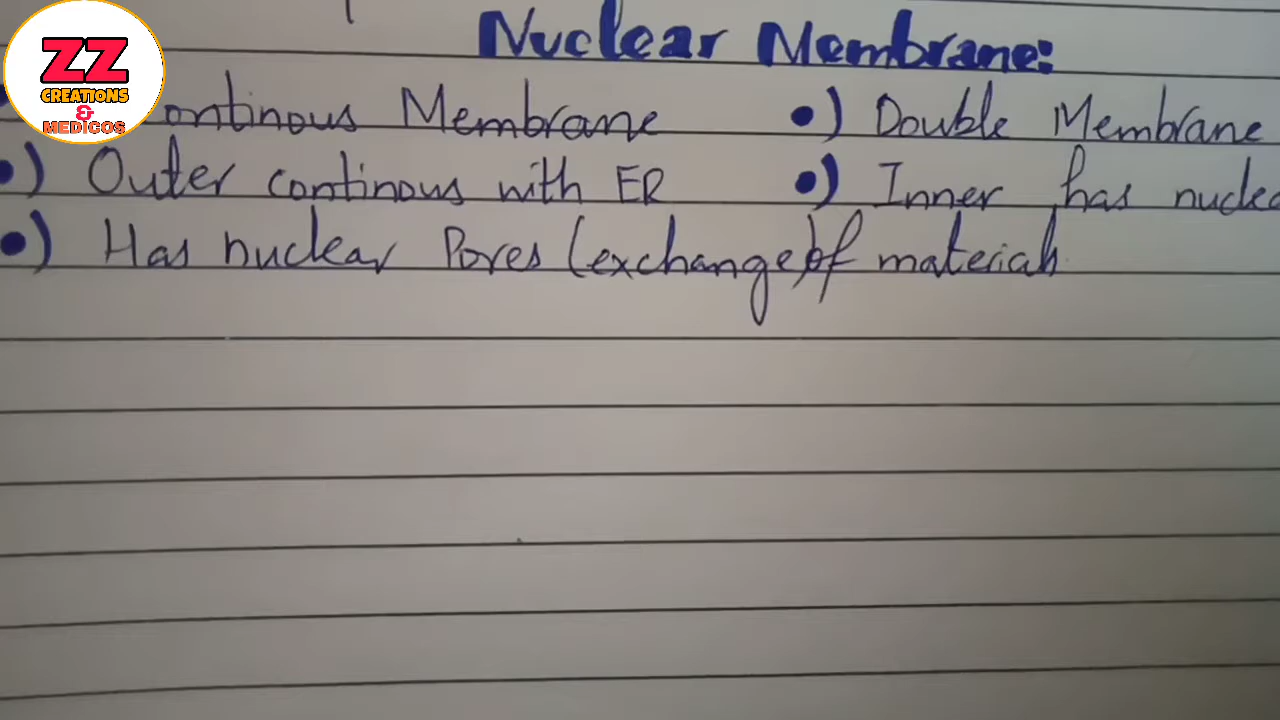 ZZ
CREATIONS
&
MEDICOS
Nuclear Membrane:
ontinous Membrane •) Double Membrane
•) Outer continous with ER •) Inner has
•) Has nuclear Pores (exchange) of materials